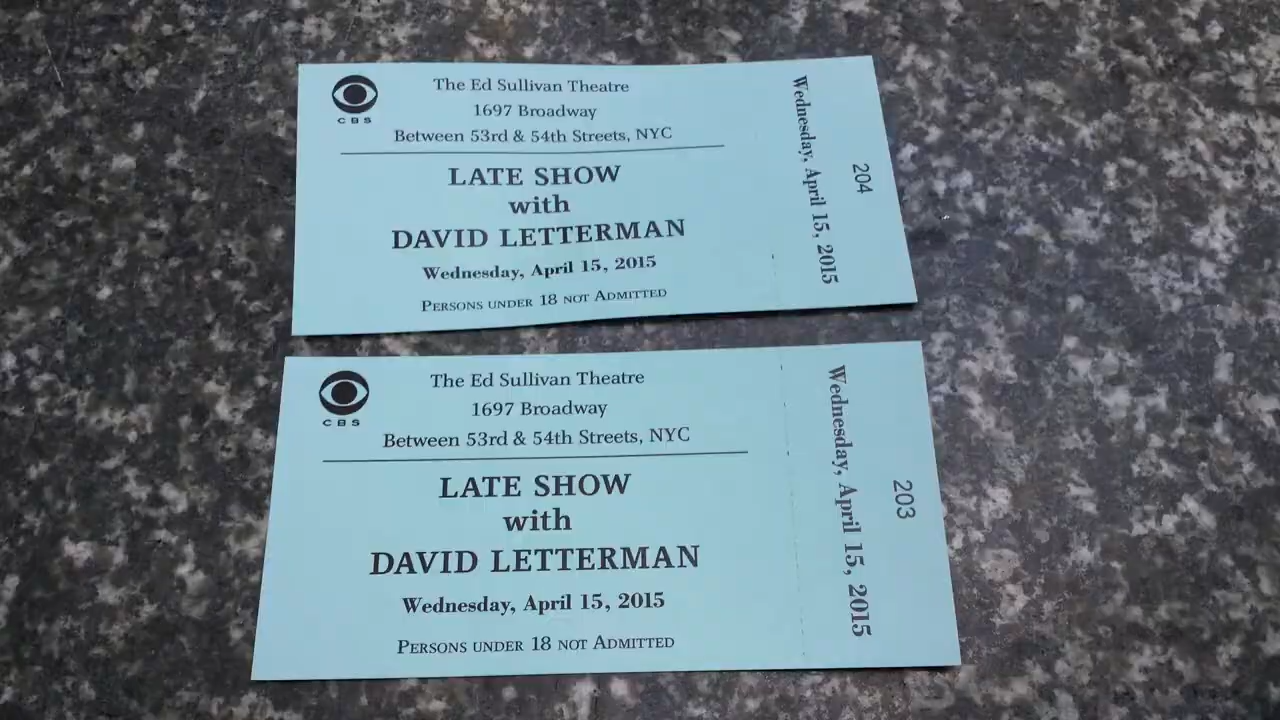 CBS
The Ed Sullivan Theatre
1697 Broadway
Between 53rd & 54th Streets, NYC
LATE SHOW
with
DAVID LETTERMAN
Wednesday, April 15, 2015
PERSONS UNDER 18 NOT ADMITTED
Wednesday, April 15, 2015
204
CBS
The Ed Sullivan Theatre
1697 Broadway
Between 53rd & 54th Streets, NYC
LATE SHOW
with
DAVID LETTERMAN
Wednesday, April 15, 2015
PERSONS UNDER 18 NOT ADMITTED
Wednesday, April 15, 2015
203